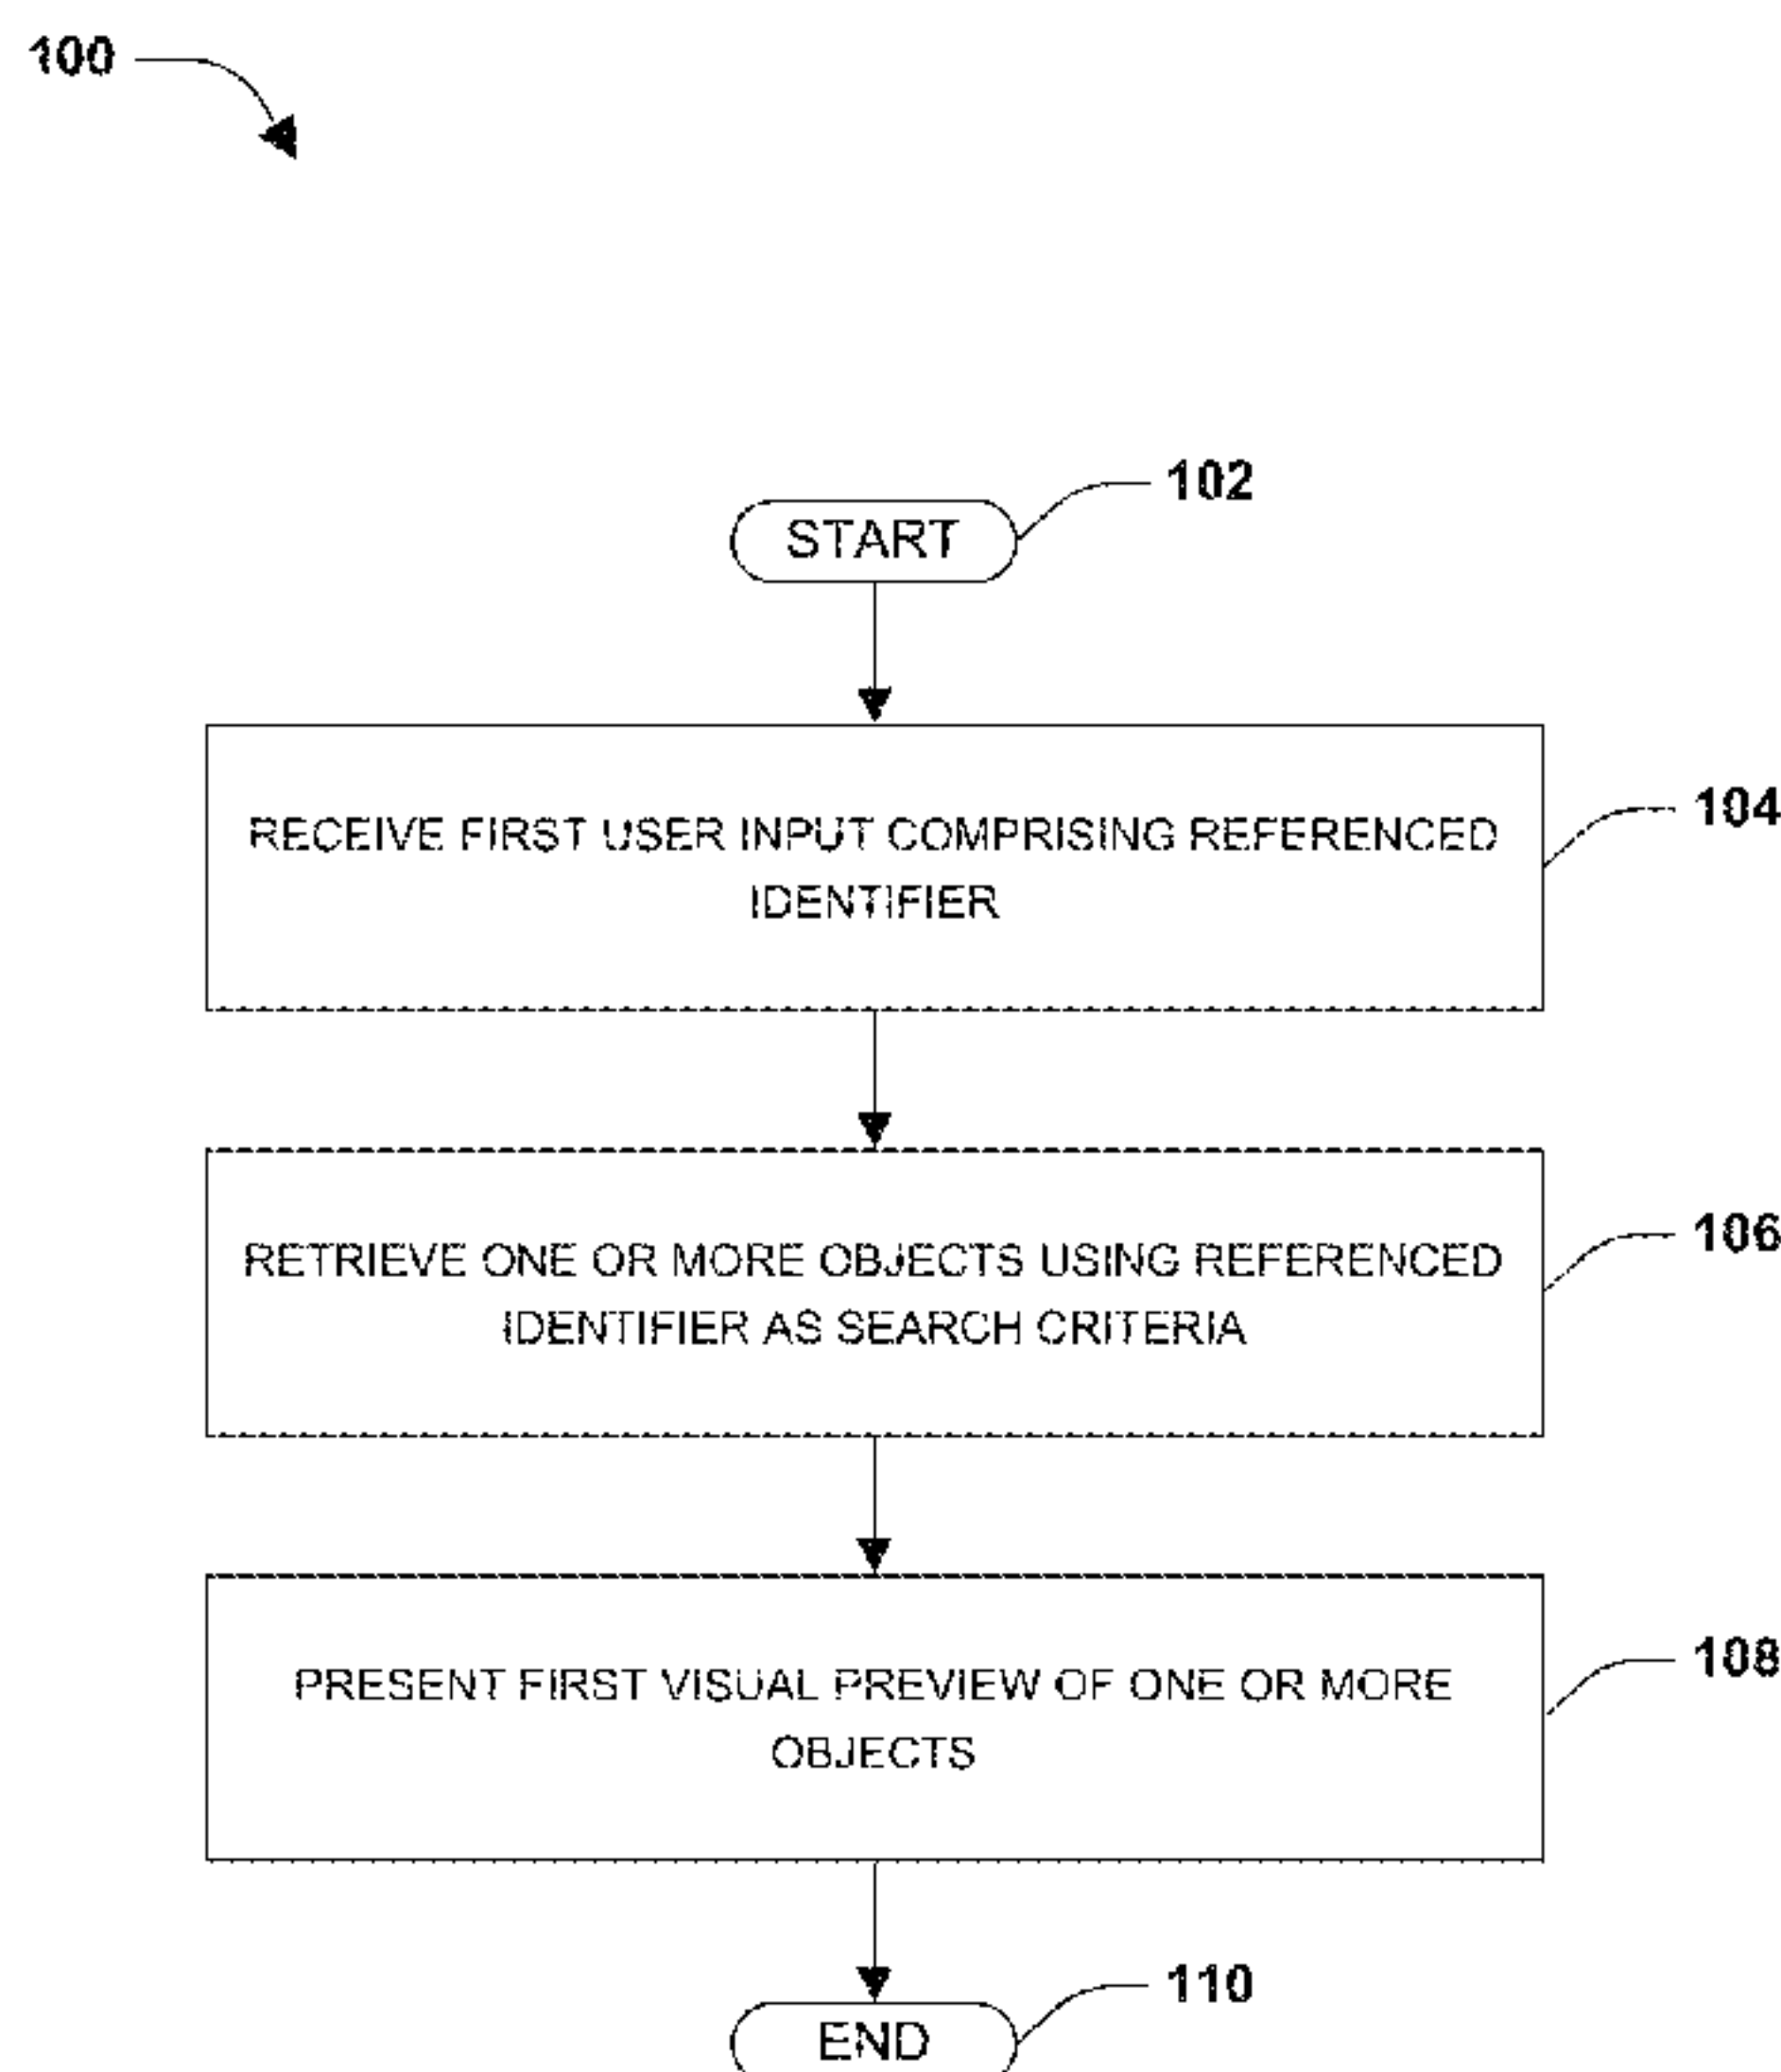 100
102
START
104
RECEIVE FIRST USER INPUT COMPRISING REFERENCED
IDENTIFIER
106
RETRIEVE ONE OR MORE OBJECTS USING REFERENCED
IDENTIFIER AS SEARCH CRITERIA
108
PRESENT FIRST VISUAL PREVIEW OF ONE OR MORE
OBJECTS
110
END